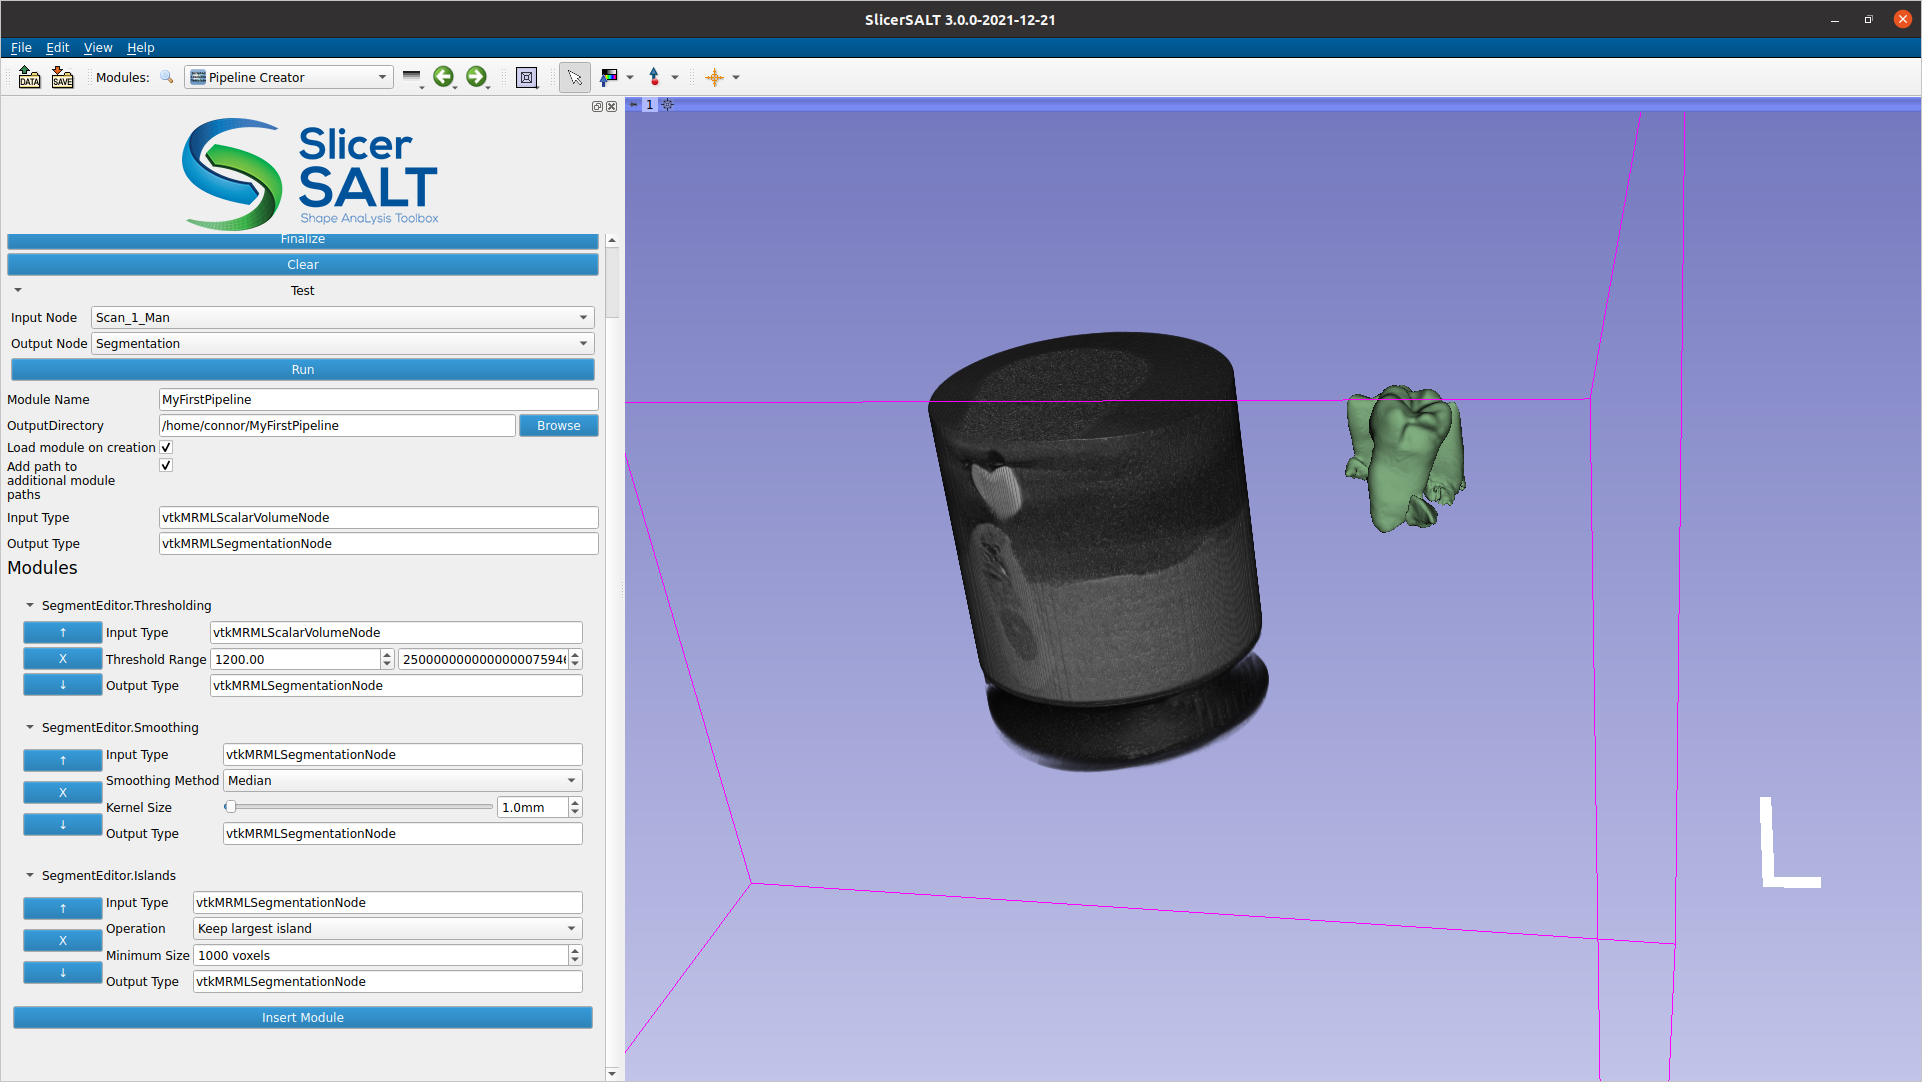 SlicerSALT 3.0.0-2021-12-21
File Edit View Help
DATA SAVE Modules: Pipeline Creator
1
Slicer
SALT
Shape AnaLysis Toolbox
Finalize
Clear
Test
Input Node Scan_1_Man
Output Node Segmentation
Run
Module Name MyFirstPipeline
OutputDirectory /home/connor/MyFirstPipeline Browse
Load module on creation
Add path to
additional module
paths
Input Type vtkMRMLScalarVolumeNode
Output Type vtkMRMLSegmentationNode
Modules
SegmentEditor.Thresholding
↑ Input Type vtkMRMLScalarVolumeNode
X Threshold Range 1200.00 2500000000000000075946
↓ Output Type vtkMRMLSegmentationNode
SegmentEditor.Smoothing
↑ Input Type vtkMRMLSegmentationNode
Smoothing Method Median
X Kernel Size 1.0mm
↓ Output Type vtkMRMLSegmentationNode
SegmentEditor.Islands
↑ Input Type vtkMRMLSegmentationNode
Operation Keep largest island
X Minimum Size 1000 voxels
↓ Output Type vtkMRMLSegmentationNode
Insert Module
L